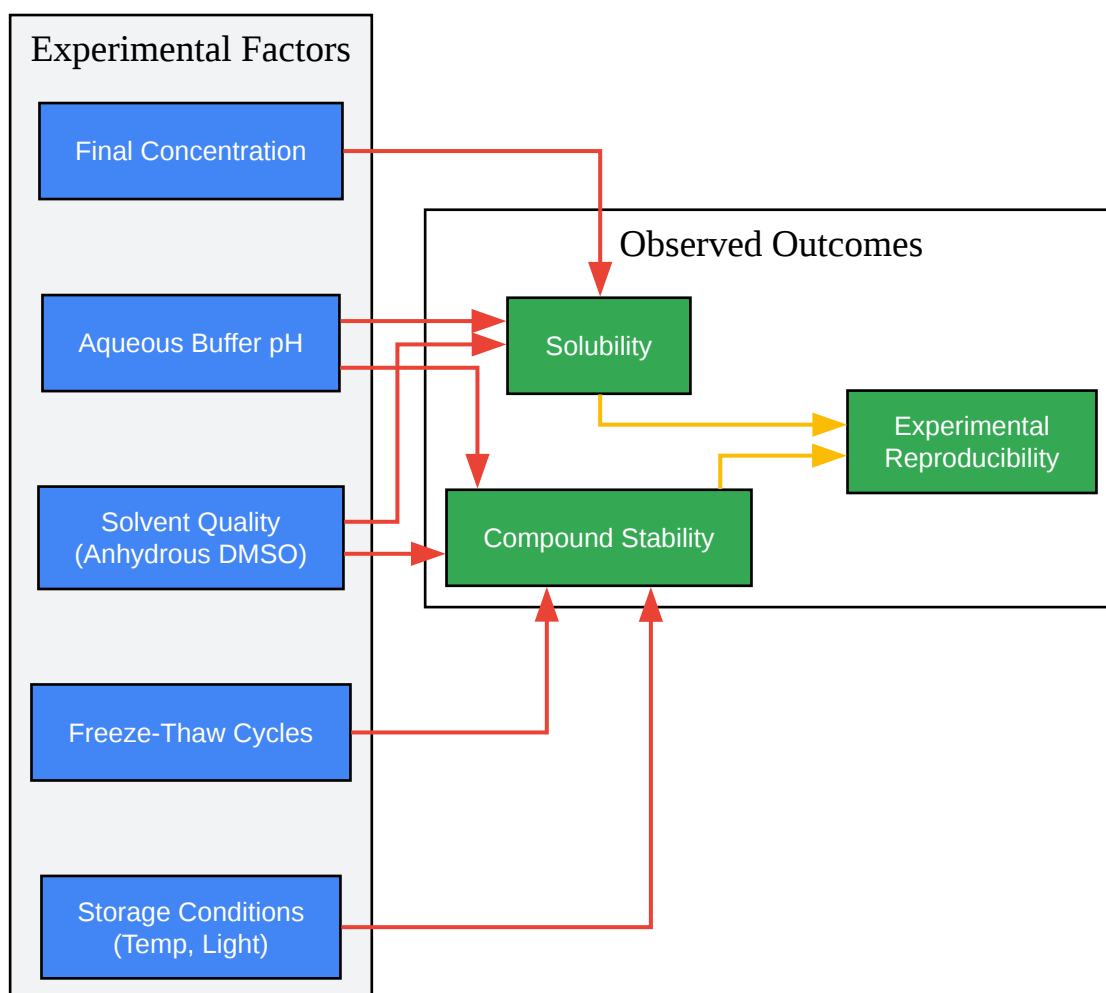 Experimental Factors
Final Concentration
Aqueous Buffer pH
Solvent Quality
(Anhydrous DMSO)
Freeze-Thaw Cycles
Storage Conditions
(Temp, Light)
Observed Outcomes
Solubility
Compound Stability
Experimental
Reproducibility